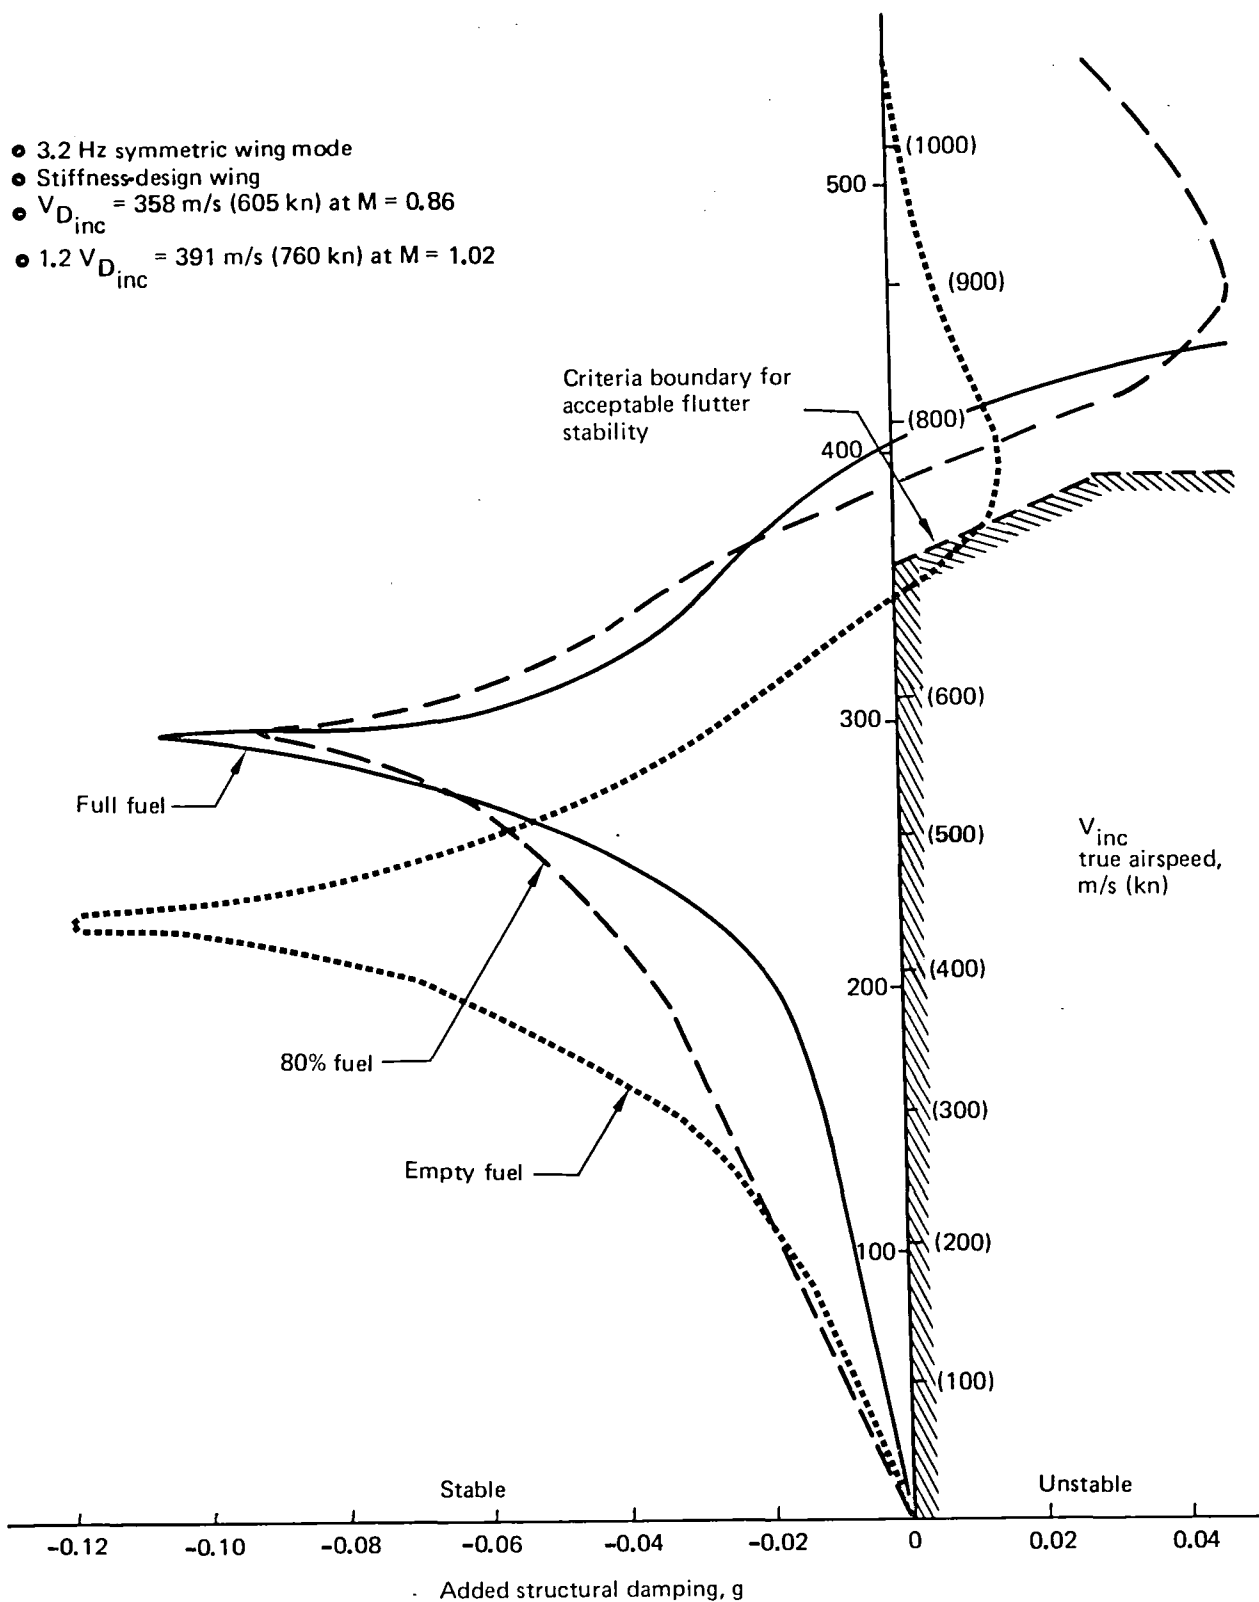 • 3.2 Hz symmetric wing mode
• Stiffness-design wing
• V_D_inc = 358 m/s (605 kn) at M = 0.86
• 1.2 V_D_inc = 391 m/s (760 kn) at M = 1.02
(1000)
500
(900)
Criteria boundary for
acceptable flutter
stability
(800)
400
(600)
300
Full fuel
V_inc
true airspeed,
m/s (kn)
(500)
(400)
200
80% fuel
(300)
Empty fuel
100
(200)
(100)
Stable
Unstable
-0.12 -0.10 -0.08 -0.06 -0.04 -0.02 0 0.02 0.04
Added structural damping, g